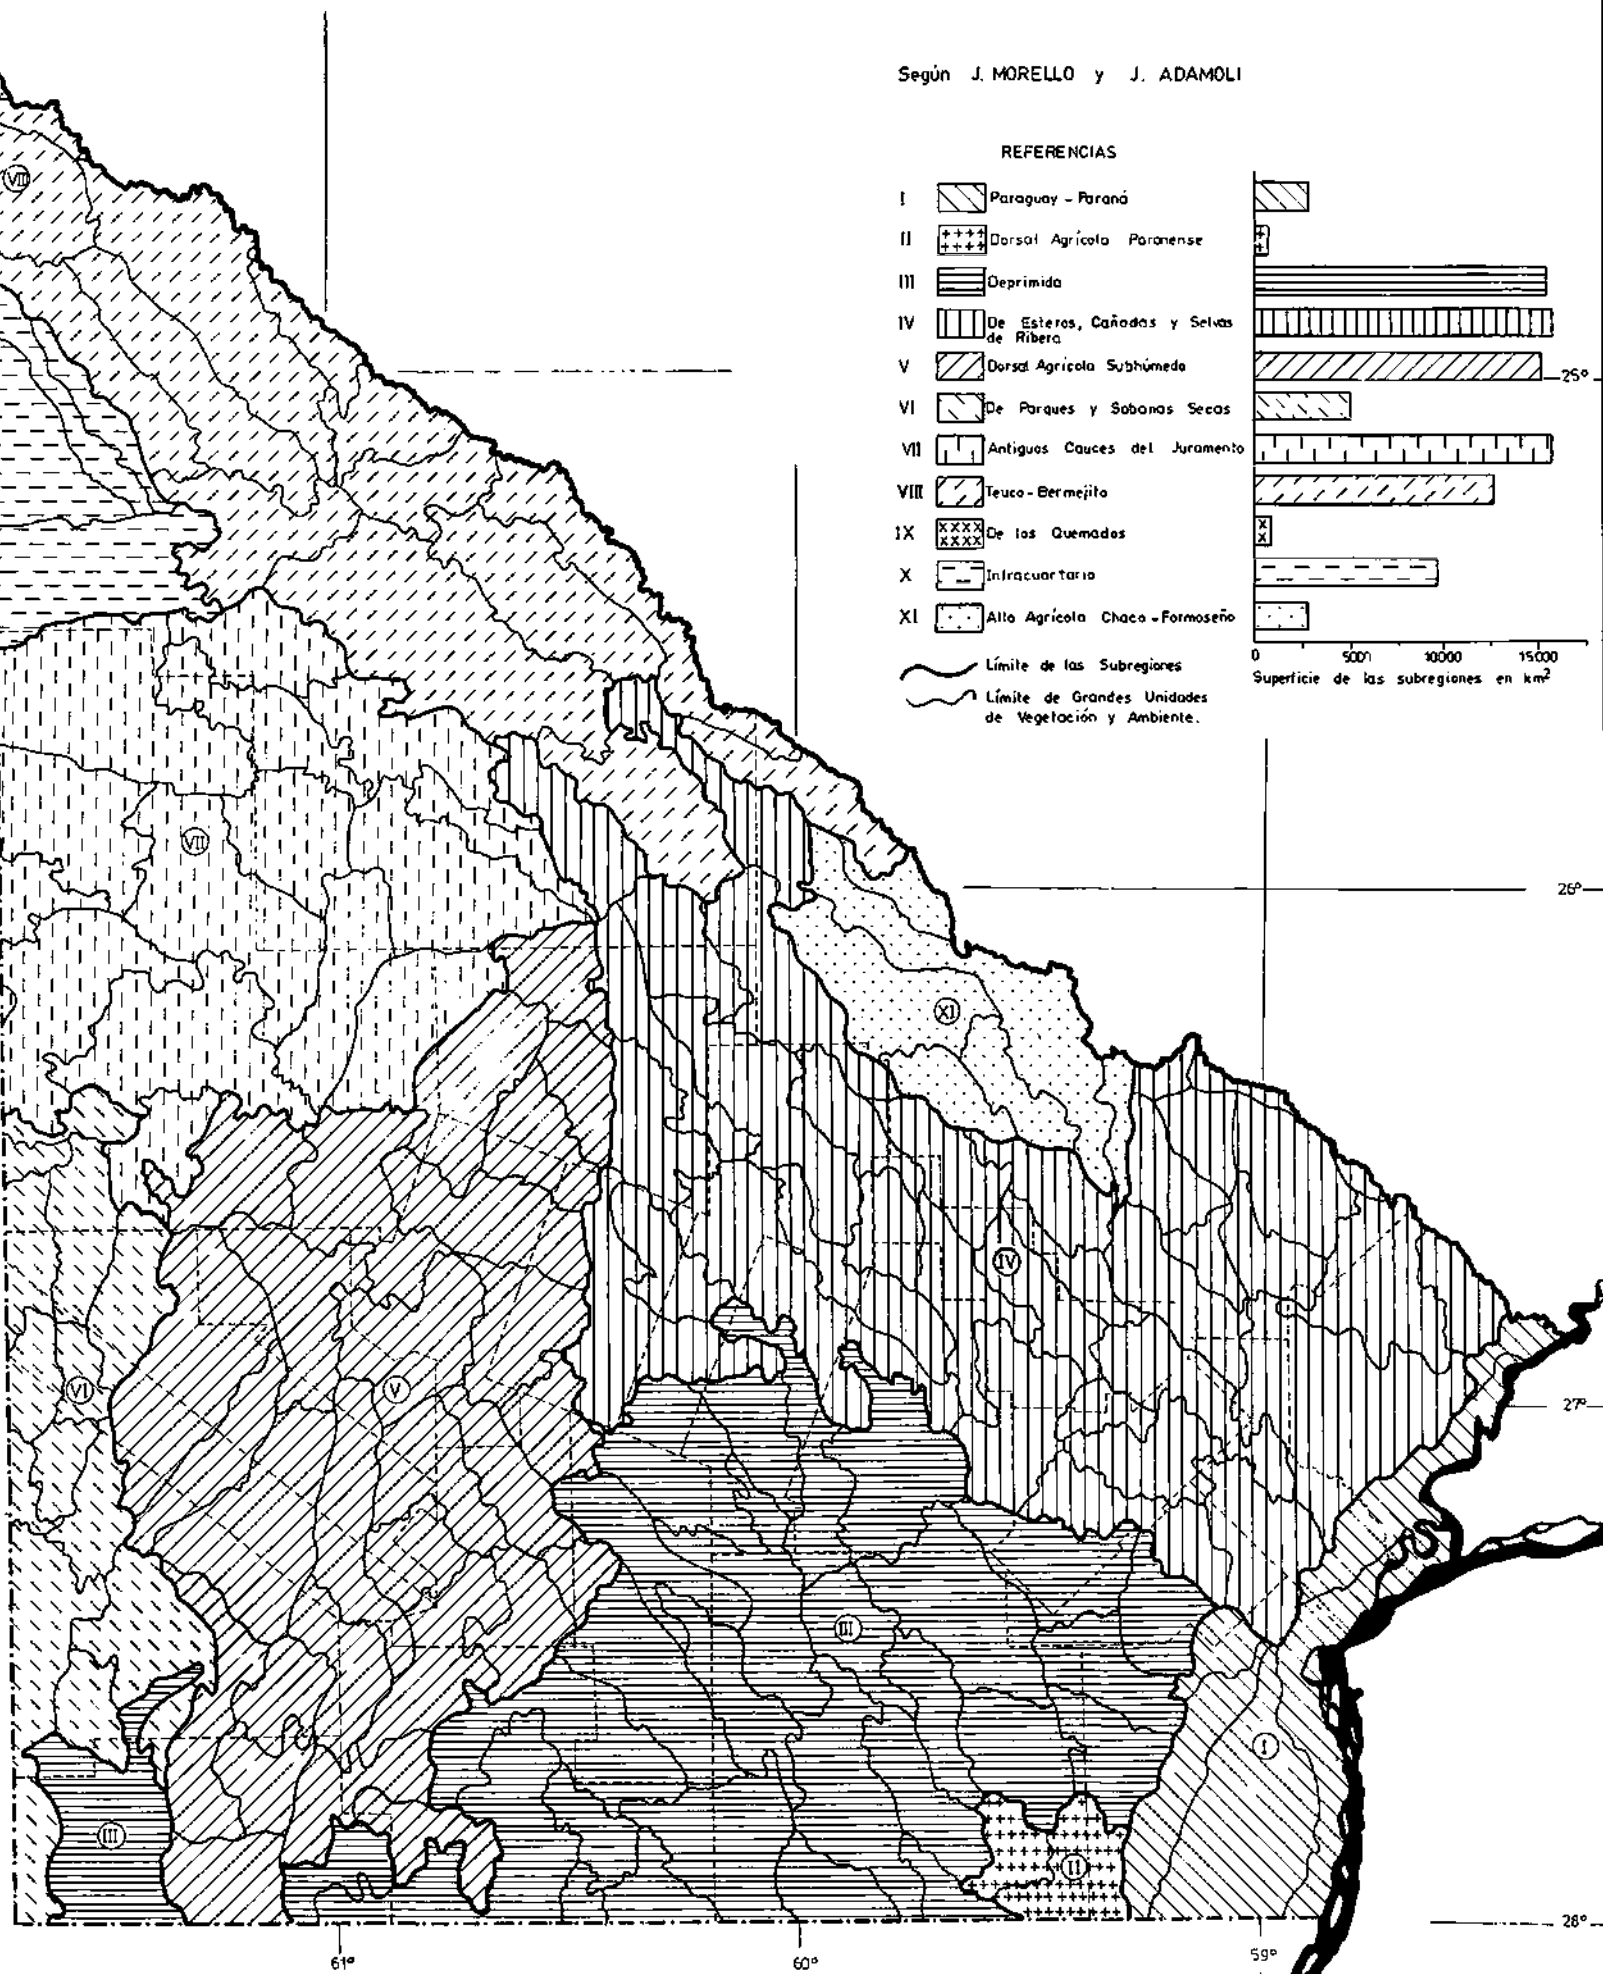 Según J. MORELLO y J. ADAMOLI
REFERENCIAS
I Paraguay - Paraná
II Dorsal Agrícola Paranense
III Deprimida
IV De Esteros, Cañadas y Selvas
de Ribera
V Dorsal Agrícola Subhúmeda
VI De Parques y Sabanas Secas
VII Antiguos Cauces del Juramento
VIII Teuco - Bermejito
IX De los Quemados
X Infracuartario
XI Alto Agrícola Chaco - Formoseño
Límite de las Subregiones
Límite de Grandes Unidades
de Vegetación y Ambiente.
0 5000 10000 15000
Superficie de las subregiones en km²
25°
26°
27°
28°
61°
60°
59°
VIII
VII
XI
IV
VI
V
III
I
III
II